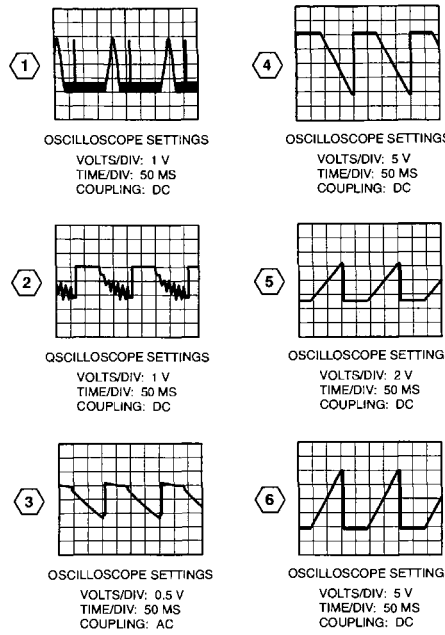 1
OSCILLOSCOPE SETTINGS
VOLTS/DIV: 1 V
TIME/DIV: 50 MS
COUPLING: DC
2
OSCILLOSCOPE SETTINGS
VOLTS/DIV: 1 V
TIME/DIV: 50 MS
COUPLING: DC
3
OSCILLOSCOPE SETTINGS
VOLTS/DIV: 0.5 V
TIME/DIV: 50 MS
COUPLING: AC
4
OSCILLOSCOPE SETTINGS
VOLTS/DIV: 5 V
TIME/DIV: 50 MS
COUPLING: DC
5
OSCILLOSCOPE SETTINGS
VOLTS/DIV: 2 V
TIME/DIV: 50 MS
COUPLING: DC
6
OSCILLOSCOPE SETTINGS
VOLTS/DIV: 5 V
TIME/DIV: 50 MS
COUPLING: DC